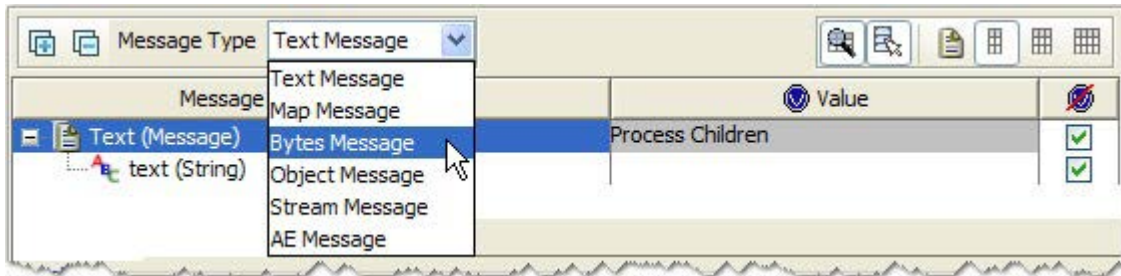 Message Type Text Message
Text Message
Map Message
Bytes Message
Object Message
Stream Message
AE Message
Message
Value
Text (Message)
Process Children
text (String)